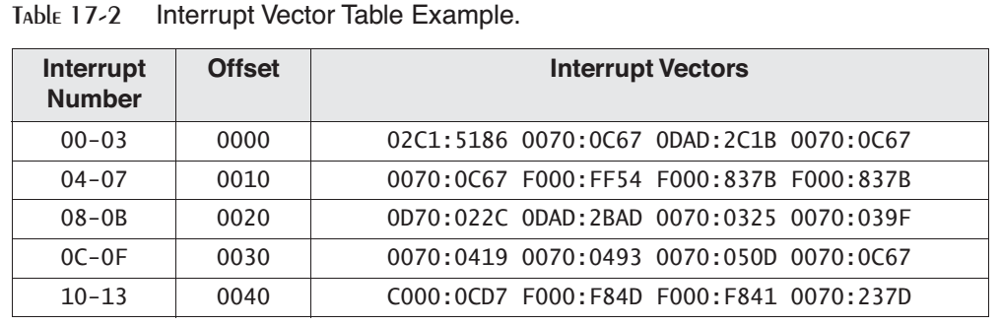 TABLE 17-2 Interrupt Vector Table Example.
Interrupt Number Offset Interrupt Vectors
00-03 0000 02C1:5186 0070:0C67 0DAD:2C1B 0070:0C67
04-07 0010 0070:0C67 F000:FF54 F000:837B F000:837B
08-0B 0020 0D70:022C 0DAD:2BAD 0070:0325 0070:039F
0C-0F 0030 0070:0419 0070:0493 0070:050D 0070:0C67
10-13 0040 C000:0CD7 F000:F84D F000:F841 0070:237D